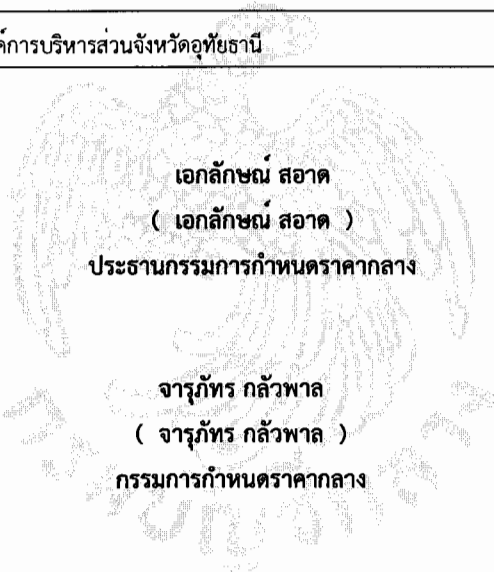 ค์การบริหารส่วนจังหวัดอุทัยธานี
เอกลักษณ์ สอาด
( เอกลักษณ์ สอาด )
ประธานกรรมการกำหนดราคากลาง
จารุภัทร กลัวพาล
( จารุภัทร กลัวพาล )
กรรมการกำหนดราคากลาง